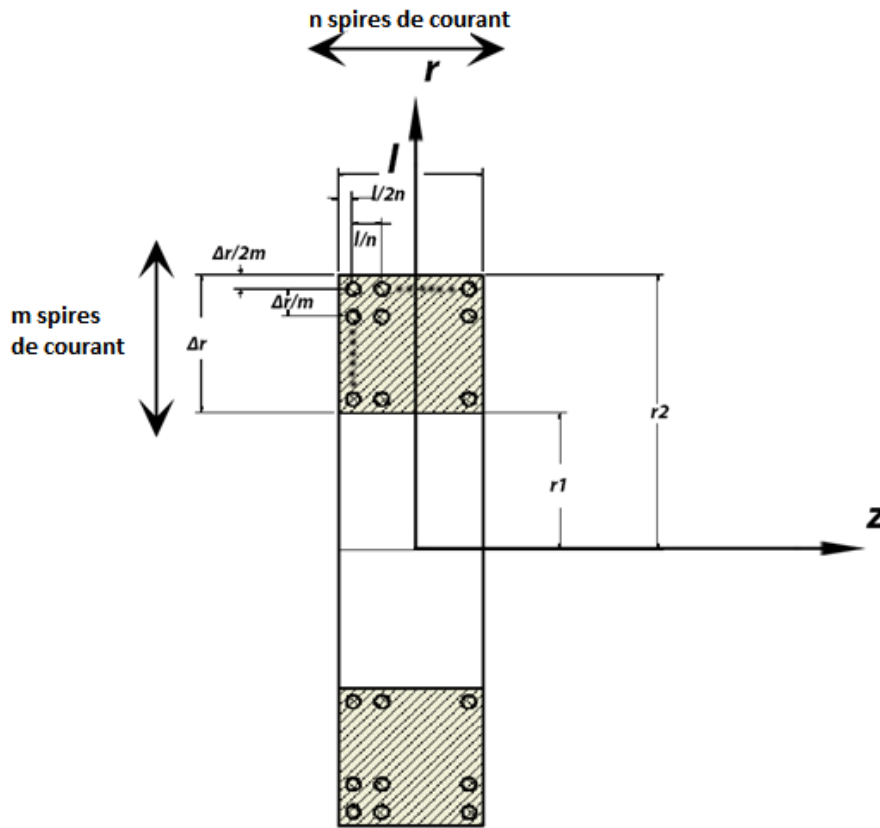 n spires de courant
r
l
l/2n
l/n
Δr/2m
Δr/m
m spires
de courant
Δr
r2
r1
z